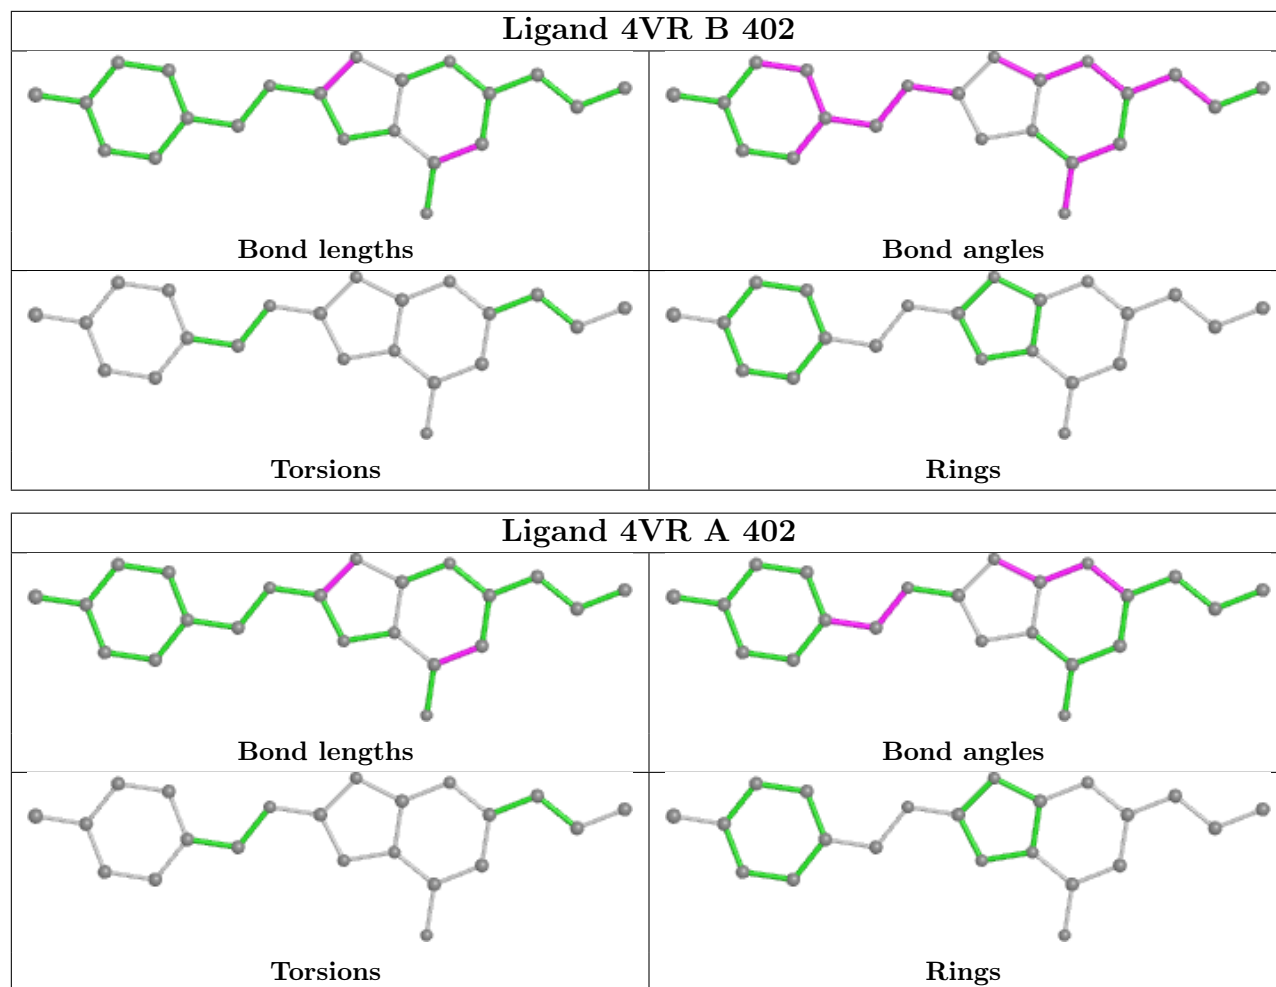 Ligand 4VR B 402
Bond lengths
Bond angles
Torsions
Rings
Ligand 4VR A 402
Bond lengths
Bond angles
Torsions
Rings